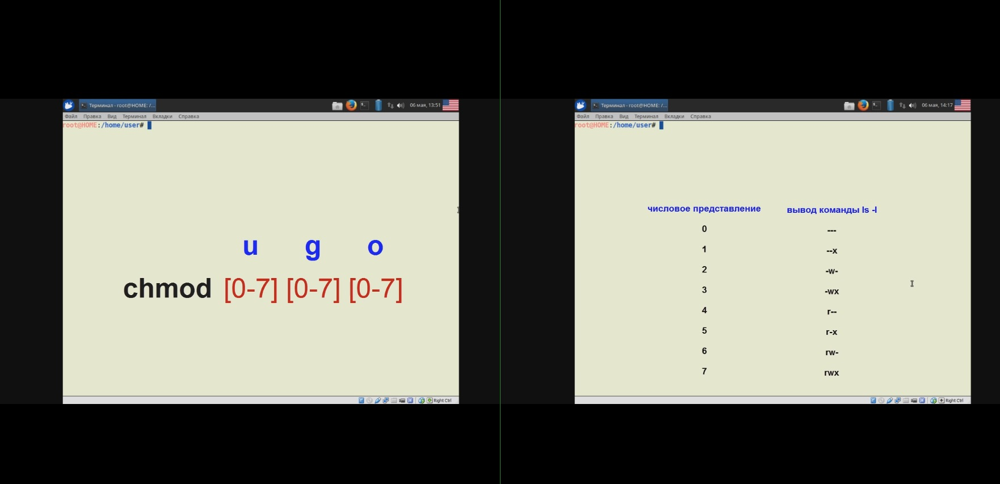 Терминал - root@HOME: /...
06 мая, 13:51
Файл Правка Вид Терминал Вкладки Справка
root@HOME:/home/user#
u g o
chmod [0-7] [0-7] [0-7]
Right Ctrl
Терминал - root@HOME: /...
06 мая, 14:17
Файл Правка Вид Терминал Вкладки Справка
root@HOME:/home/user#
числовое представление вывод команды ls -l
0 ---
1 --x
2 -w-
3 -wx
4 r--
5 r-x
6 rw-
7 rwx
Right Ctrl